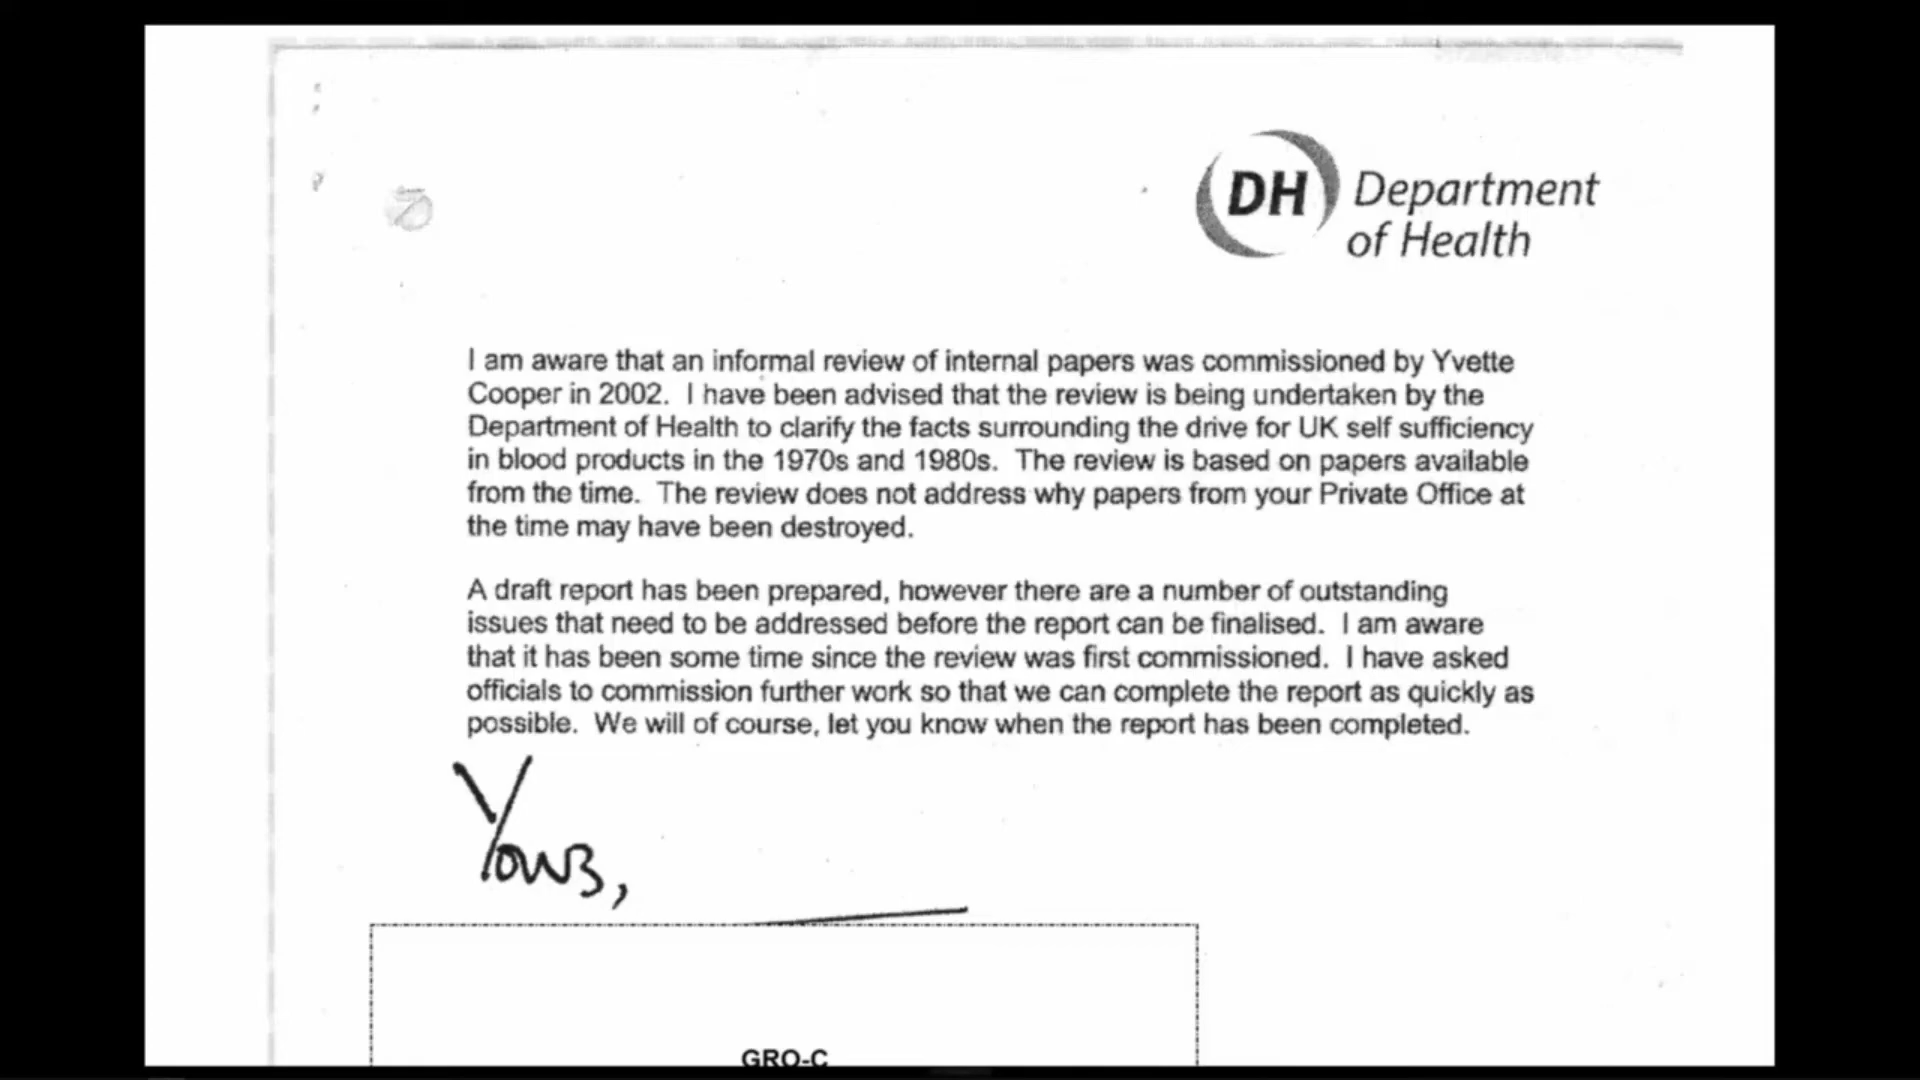 DH Department
of Health
I am aware that an informal review of internal papers was commissioned by Yvette
Cooper in 2002. I have been advised that the review is being undertaken by the
Department of Health to clarify the facts surrounding the drive for UK self sufficiency
in blood products in the 1970s and 1980s. The review is based on papers available
from the time. The review does not address why papers from your Private Office at
the time may have been destroyed.
A draft report has been prepared, however there are a number of outstanding
issues that need to be addressed before the report can be finalised. I am aware
that it has been some time since the review was first commissioned. I have asked
officials to commission further work so that we can complete the report as quickly as
possible. We will of course, let you know when the report has been completed.
Yours,
GRO-C